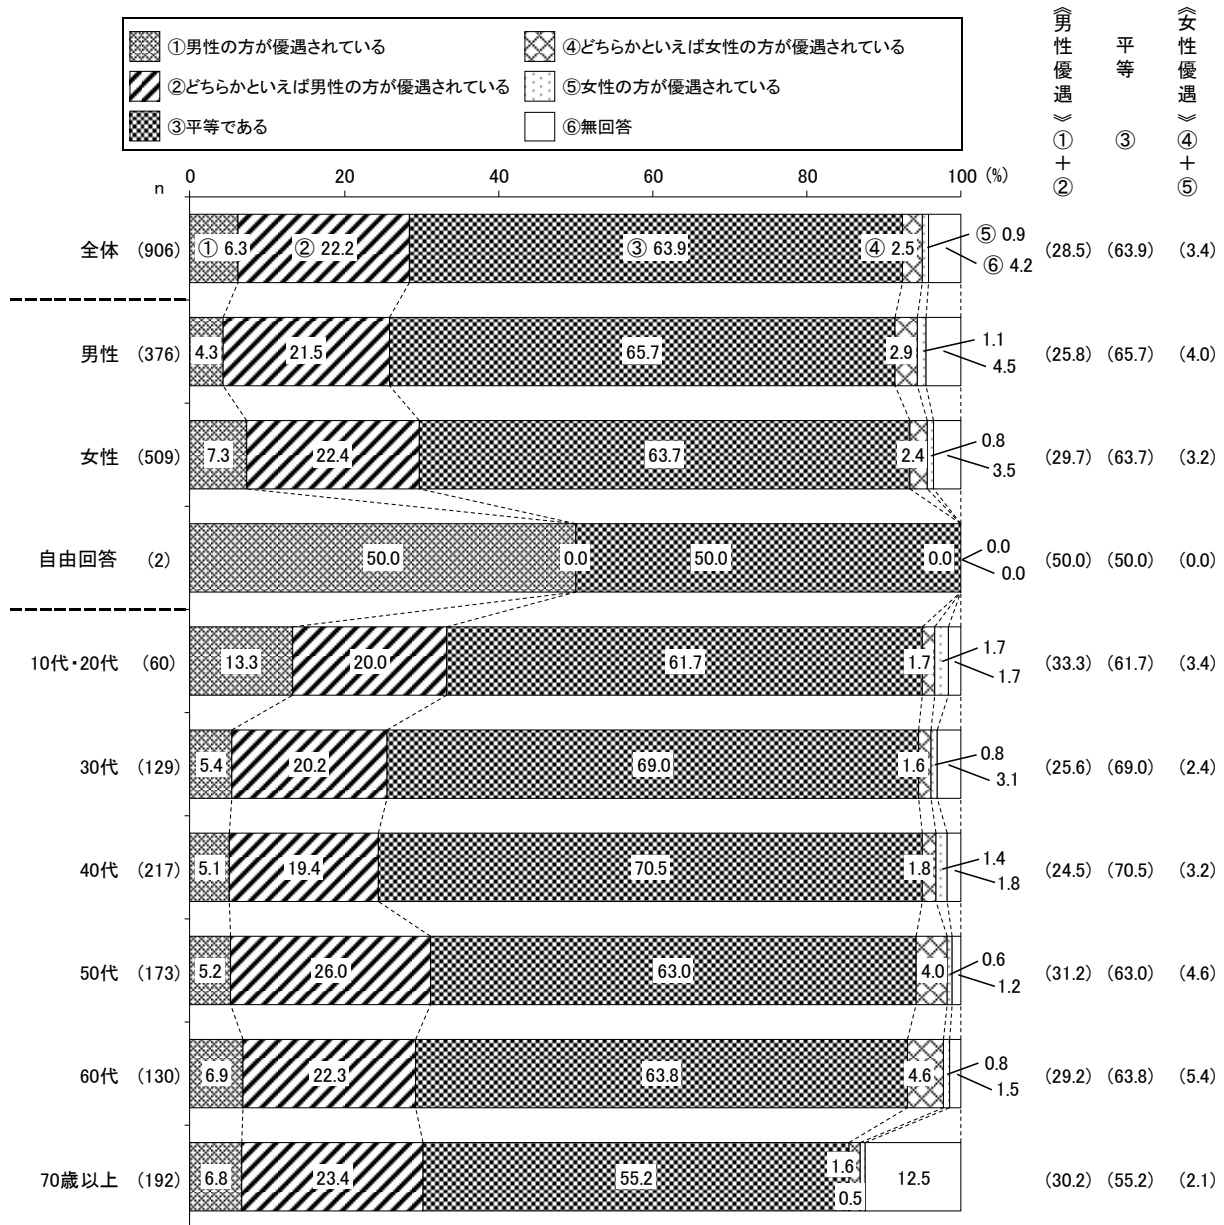 ①男性の方が優遇されている ④どちらかといえば女性の方が優遇されている
②どちらかといえば男性の方が優遇されている ⑤女性の方が優遇されている
③平等である ⑥無回答
《男性優遇》①+② 平等 ③ 《女性優遇》④+⑤
n 0 20 40 60 80 100 (%)
全体 (906) ① 6.3 ② 22.2 ③ 63.9 ④ 2.5 ⑤ 0.9 ⑥ 4.2 (28.5) (63.9) (3.4)
男性 (376) 4.3 21.5 65.7 2.9 1.1 4.5 (25.8) (65.7) (4.0)
女性 (509) 7.3 22.4 63.7 2.4 0.8 3.5 (29.7) (63.7) (3.2)
自由回答 (2) 50.0 0.0 50.0 0.0 0.0 0.0 (50.0) (50.0) (0.0)
10代・20代 (60) 13.3 20.0 61.7 1.7 1.7 1.7 (33.3) (61.7) (3.4)
30代 (129) 5.4 20.2 69.0 1.6 0.8 3.1 (25.6) (69.0) (2.4)
40代 (217) 5.1 19.4 70.5 1.8 1.4 1.8 (24.5) (70.5) (3.2)
50代 (173) 5.2 26.0 63.0 4.0 0.6 1.2 (31.2) (63.0) (4.6)
60代 (130) 6.9 22.3 63.8 4.6 0.8 1.5 (29.2) (63.8) (5.4)
70歳以上 (192) 6.8 23.4 55.2 1.6 0.5 12.5 (30.2) (55.2) (2.1)